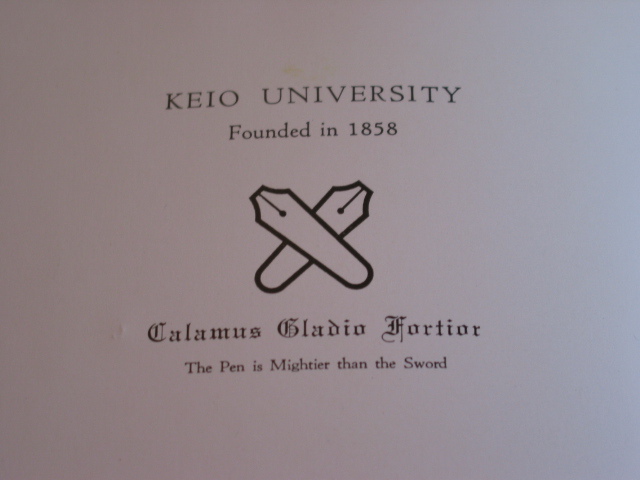 KEIO UNIVERSITY
Founded in 1858
Calamus Gladio Fortior
The Pen is Mightier than the Sword